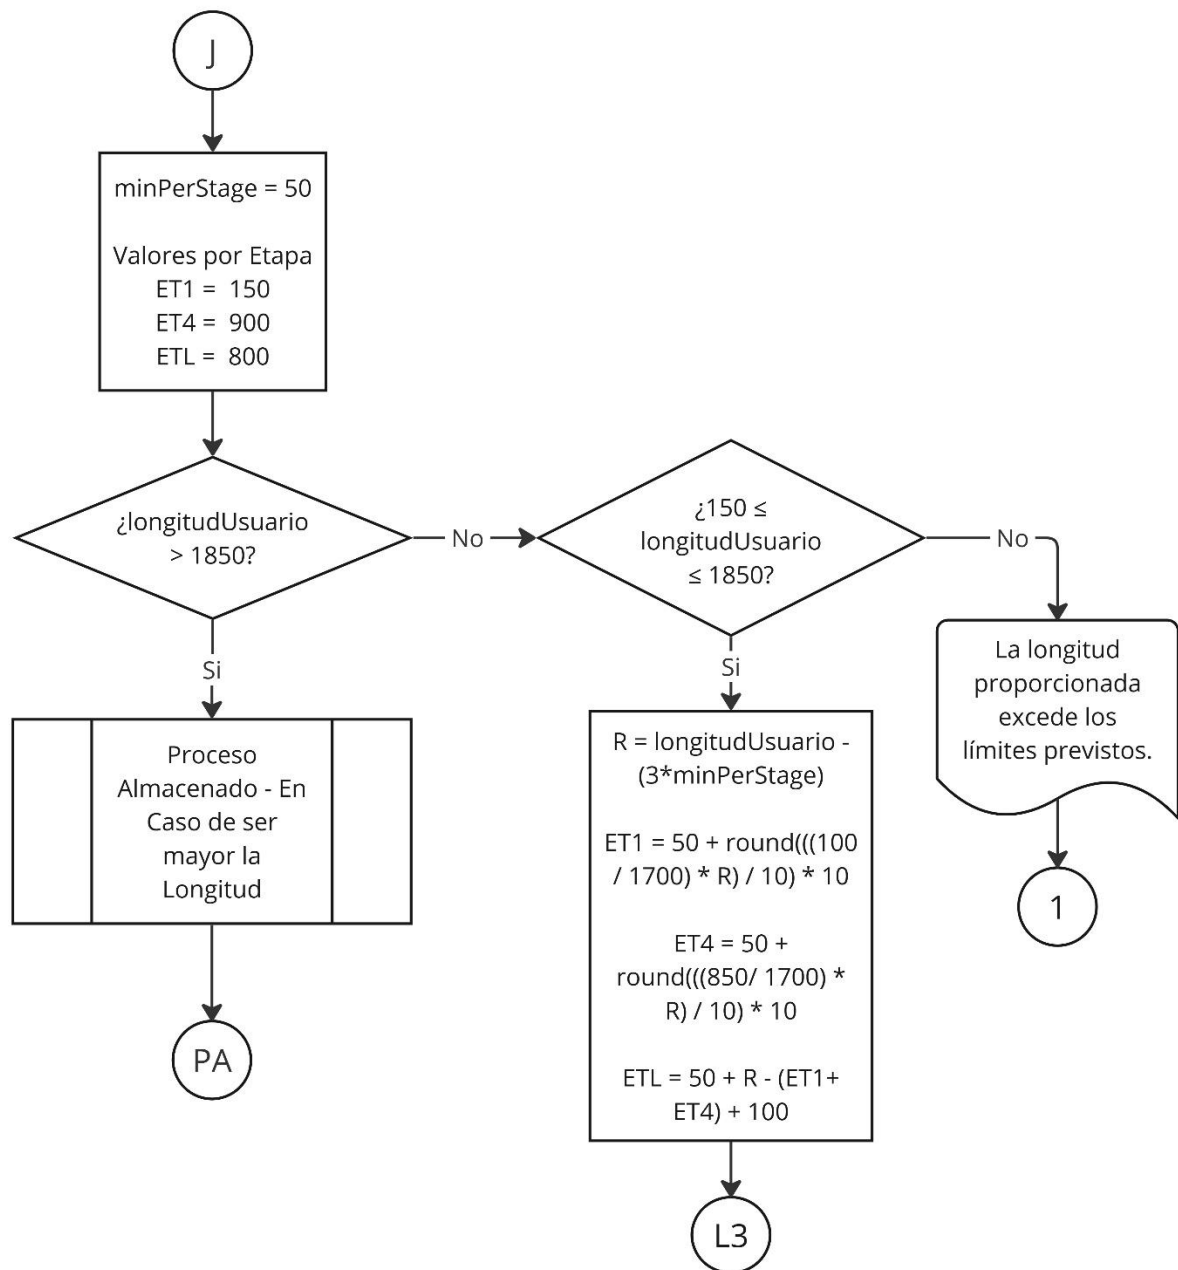 J
minPerStage = 50
Valores por Etapa
ET1 = 150
ET4 = 900
ETL = 800
¿longitudUsuario
> 1850?
No
¿150 ≤
longitudUsuario
≤ 1850?
No
Si
Proceso
Almacenado - En
Caso de ser
mayor la
Longitud
PA
Si
R = longitudUsuario -
(3*minPerStage)
ET1 = 50 + round(((100
/ 1700) * R) / 10) * 10
ET4 = 50 +
round(((850/ 1700) *
R) / 10) * 10
ETL = 50 + R - (ET1+
ET4) + 100
L3
La longitud
proporcionada
excede los
límites previstos.
1